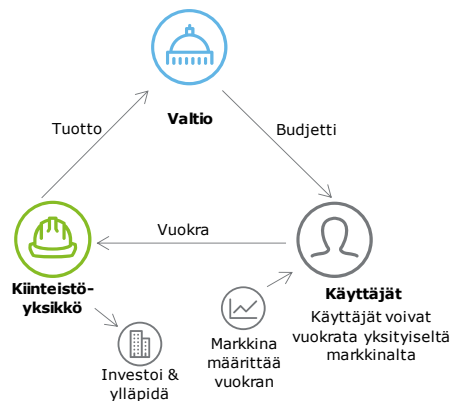 Valtio
Tuotto
Budjetti
Vuokra
Kiinteistö-
yksikkö
Käyttäjät
Käyttäjät voivat
vuokrata yksityiseltä
markkinalta
Markkina
määrittää
vuokran
Investoi &
ylläpidä